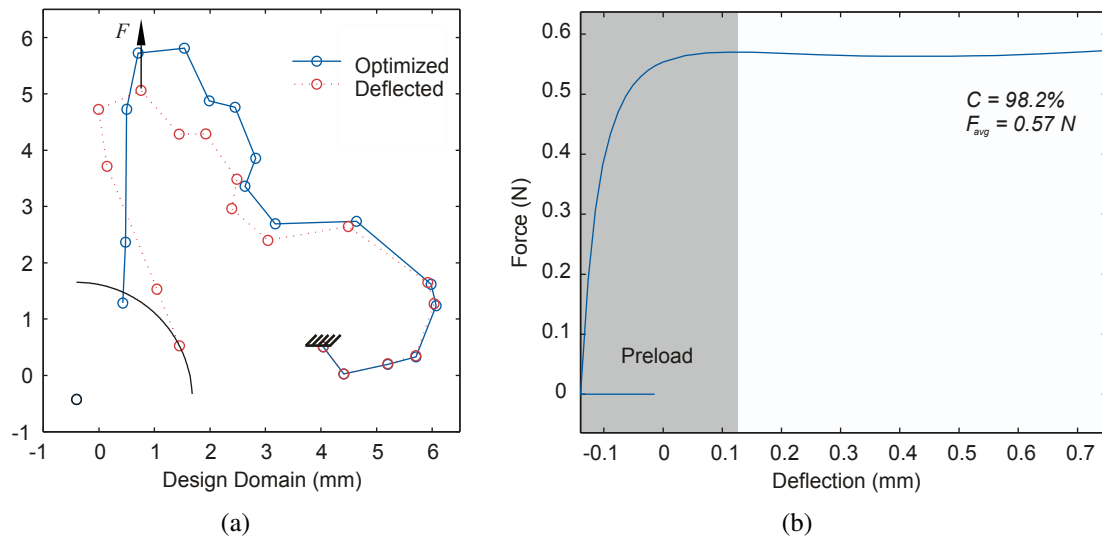 6
5
4
3
2
1
0
-1
F
Optimized
Deflected
-1 0 1 2 3 4 5 6
Design Domain (mm)
(a)
Force (N)
0.6
0.5
0.4
0.3
0.2
0.1
0
C = 98.2%
Favg = 0.57 N
Preload
-0.1 0 0.1 0.2 0.3 0.4 0.5 0.6 0.7
Deflection (mm)
(b)